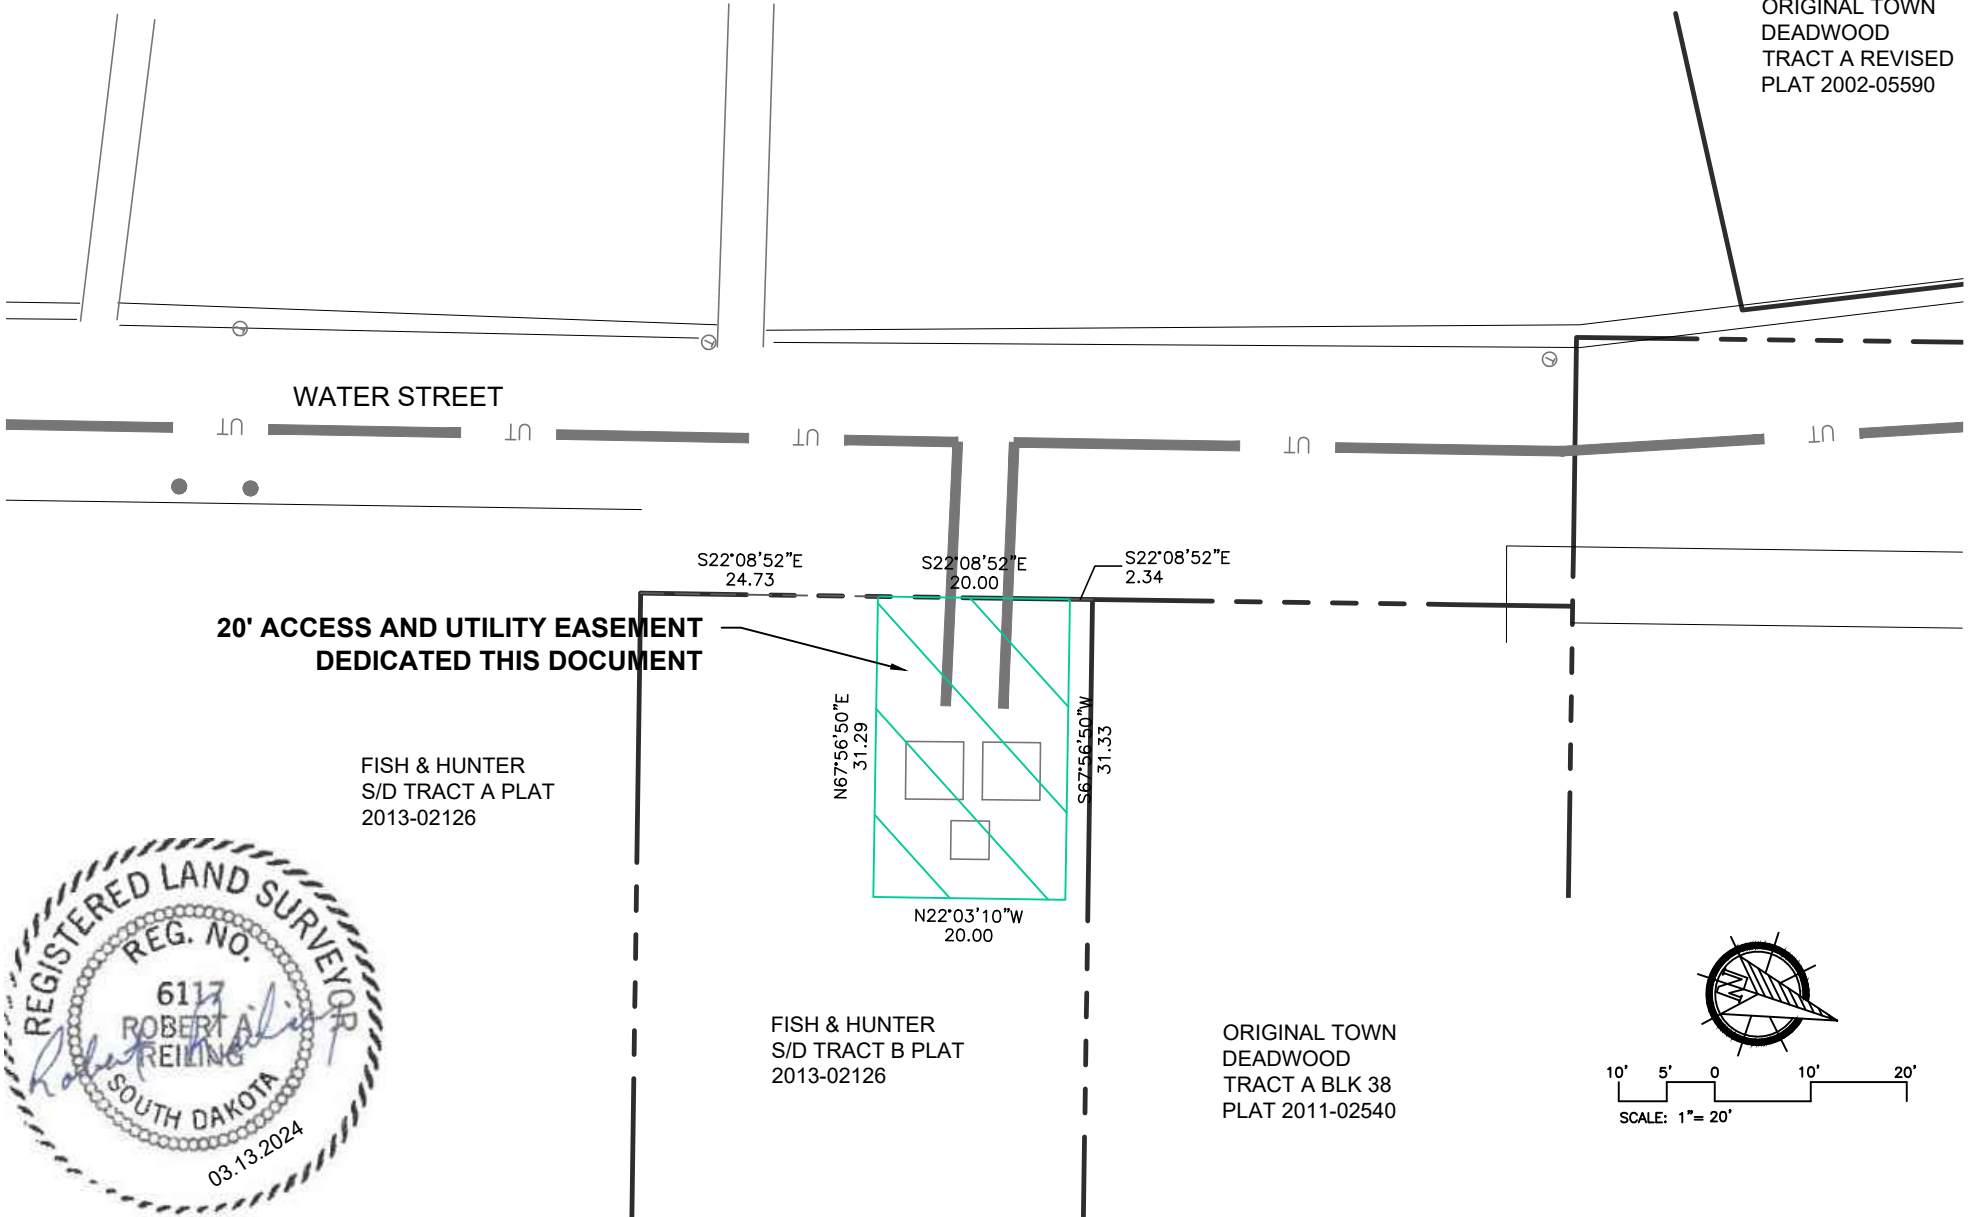 ORIGINAL TOWN
DEADWOOD
TRACT A REVISED
PLAT 2002-05590
WATER STREET
UT
UT
UT
UT
UT
S22°08'52"E
24.73
S22°08'52"E
20.00
S22°08'52"E
2.34
20' ACCESS AND UTILITY EASEMENT
DEDICATED THIS DOCUMENT
N67°56'50"E
31.29
S67°56'50"W
31.33
FISH & HUNTER
S/D TRACT A PLAT
2013-02126
N22°03'10"W
20.00
REGISTERED LAND SURVEYOR
REG. NO.
6117
ROBERT A.
REILING
SOUTH DAKOTA
Robert Reiling
03.13.2024
FISH & HUNTER
S/D TRACT B PLAT
2013-02126
ORIGINAL TOWN
DEADWOOD
TRACT A BLK 38
PLAT 2011-02540
N
10' 5' 0 10' 20'
SCALE: 1"= 20'